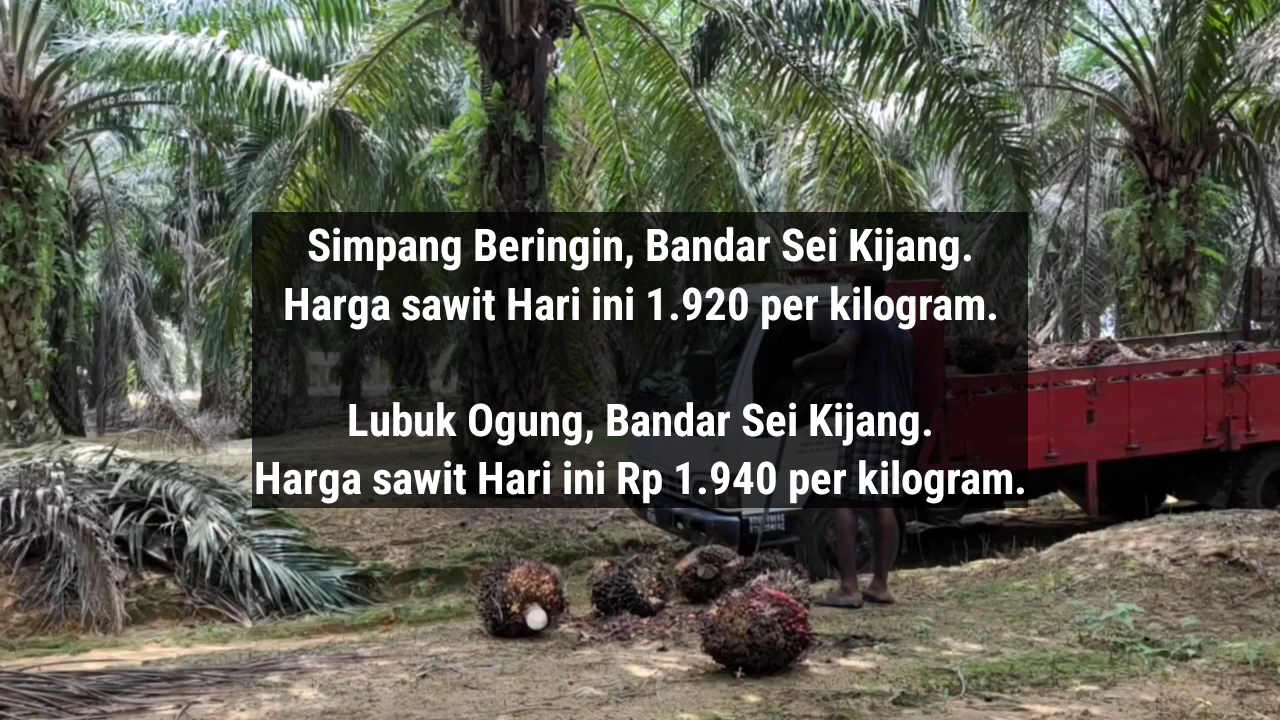 Simpang Beringin, Bandar Sei Kijang.
Harga sawit Hari ini 1.920 per kilogram.
Lubuk Ogung, Bandar Sei Kijang.
Harga sawit Hari ini Rp 1.940 per kilogram.